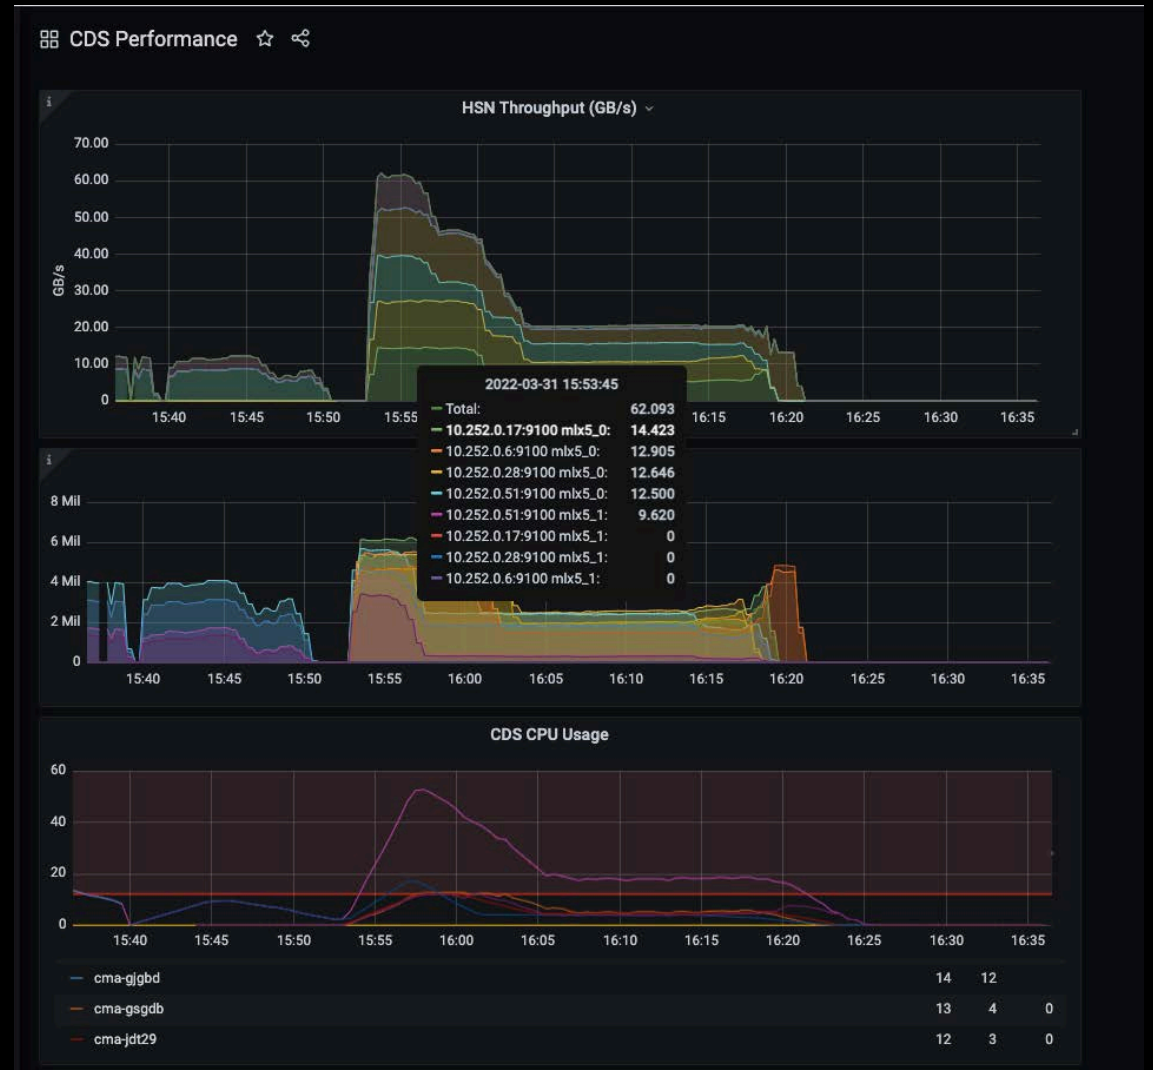 CDS Performance
HSN Throughput (GB/s)
70.00
60.00
50.00
40.00
30.00
20.00
10.00
0
GB/s
15:40 15:45 15:50 15:55 16:15 16:20 16:25 16:30 16:35
2022-03-31 15:53:45
Total: 62.093
10.252.0.17:9100 mlx5_0: 14.423
10.252.0.6:9100 mlx5_0: 12.905
10.252.0.28:9100 mlx5_0: 12.646
10.252.0.51:9100 mlx5_0: 12.500
10.252.0.51:9100 mlx5_1: 9.620
10.252.0.17:9100 mlx5_1: 0
10.252.0.28:9100 mlx5_1: 0
10.252.0.6:9100 mlx5_1: 0
8 Mil
6 Mil
4 Mil
2 Mil
0
15:40 15:45 15:50 15:55 16:00 16:05 16:10 16:15 16:20 16:25 16:30 16:35
CDS CPU Usage
60
40
20
0
15:40 15:45 15:50 15:55 16:00 16:05 16:10 16:15 16:20 16:25 16:30 16:35
cma-gjgbd 14 12
cma-gsgdb 13 4 0
cma-jdt29 12 3 0